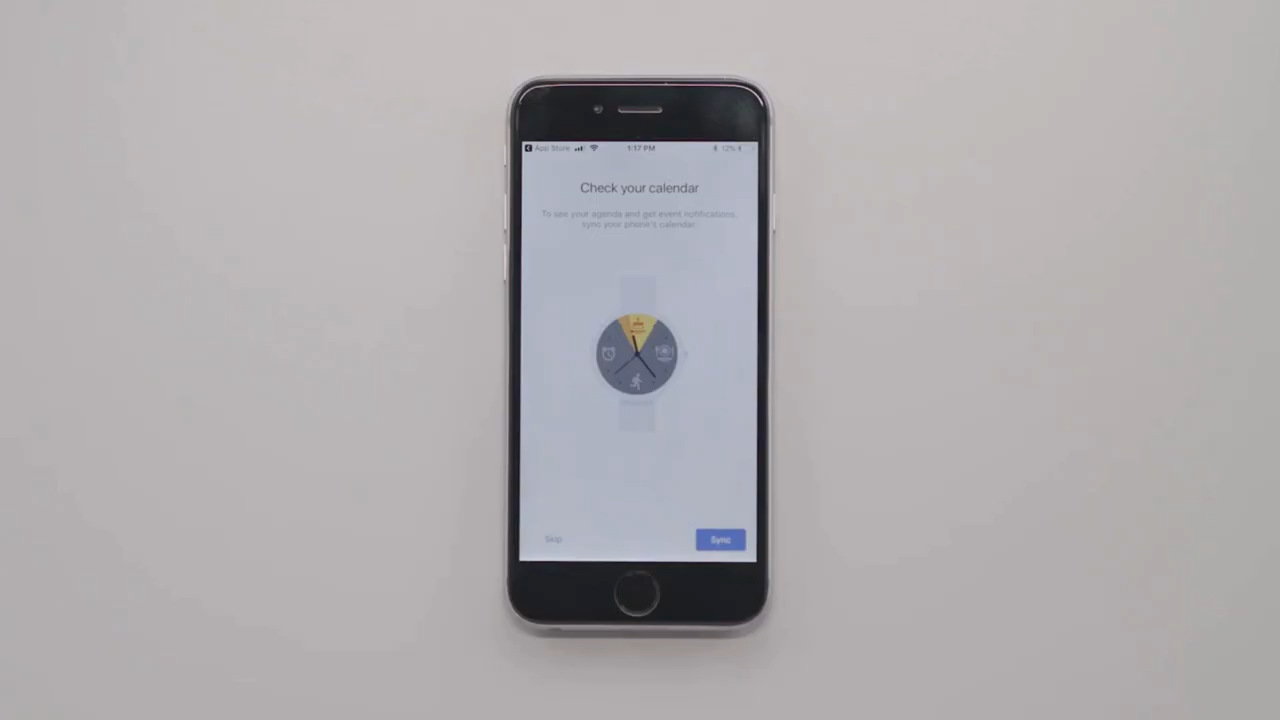 App Store 1:17 PM 12%
Check your calendar
To see your agenda and get event notifications,
sync your phone's calendar.
Skip
Sync